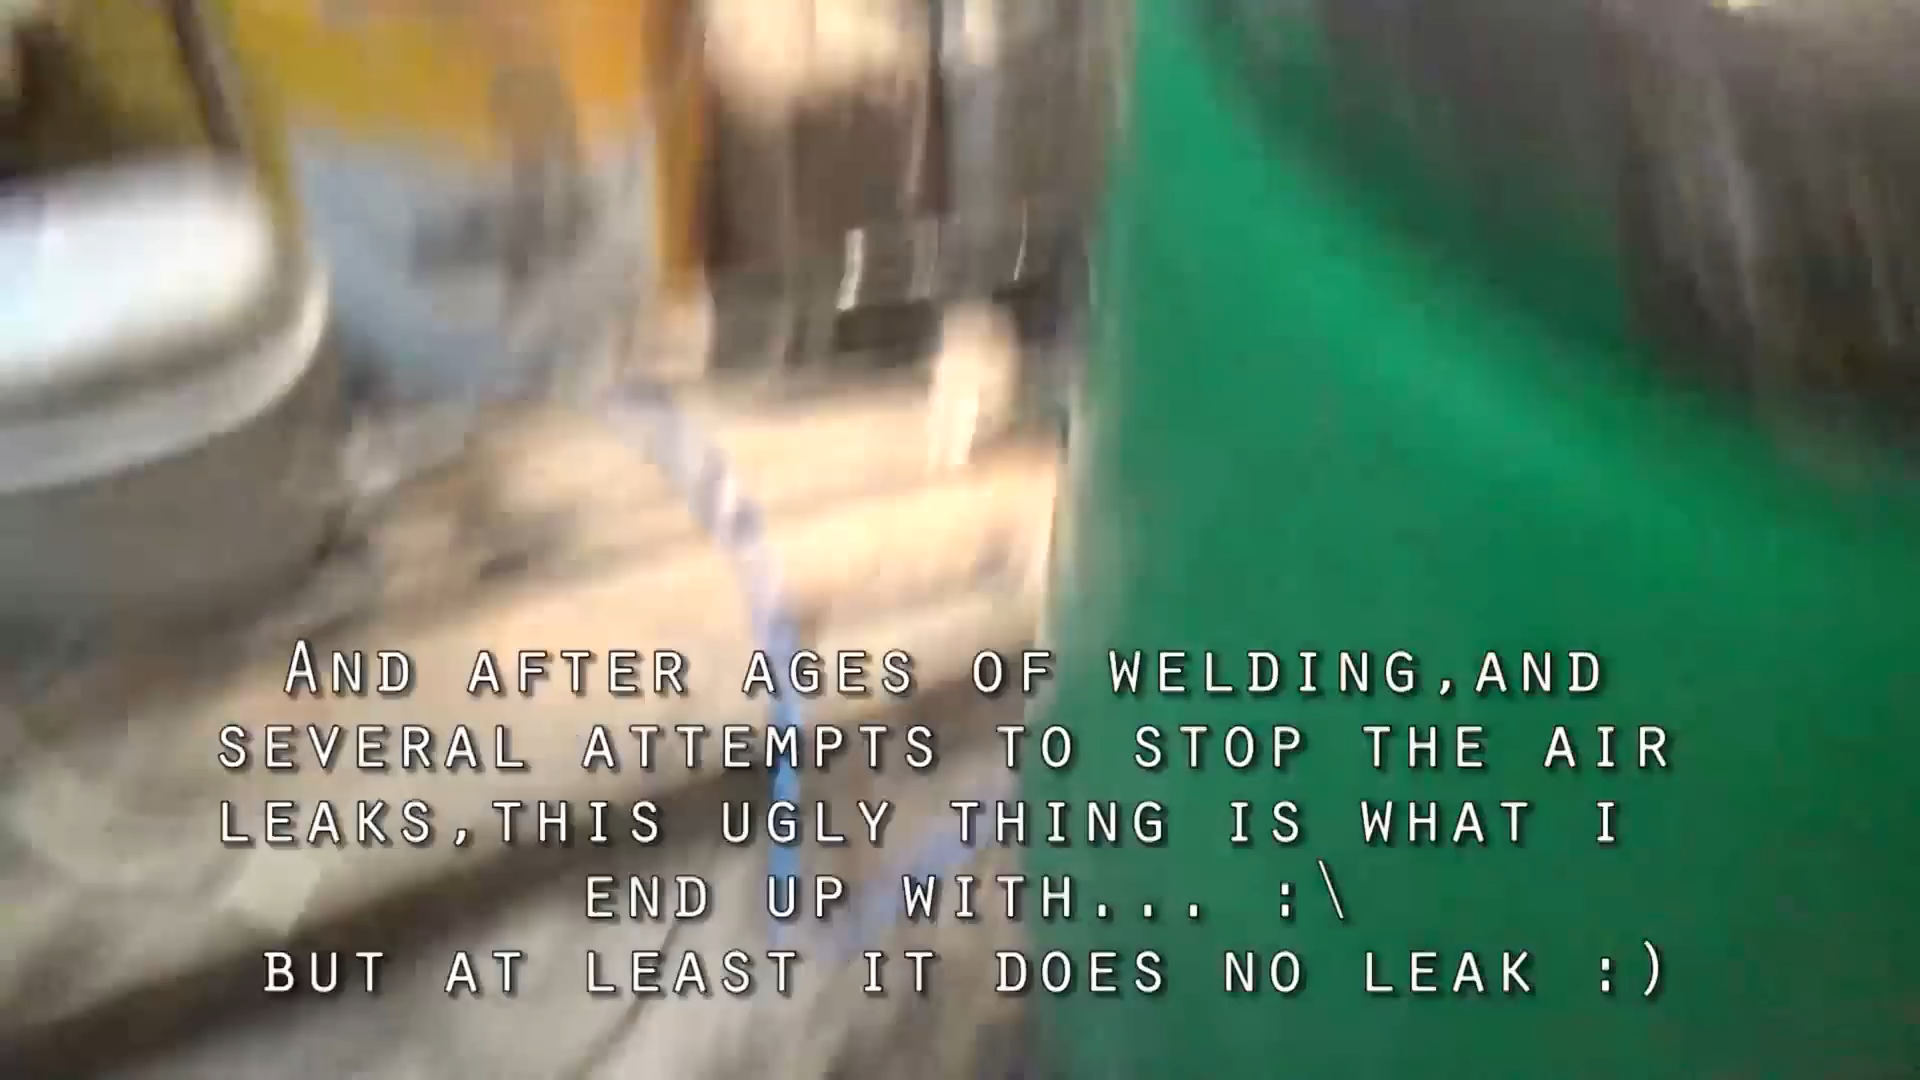 And after ages of welding,and
several attempts to stop the air
leaks,this ugly thing is what I
end up with... :\
but at least it does no leak :)